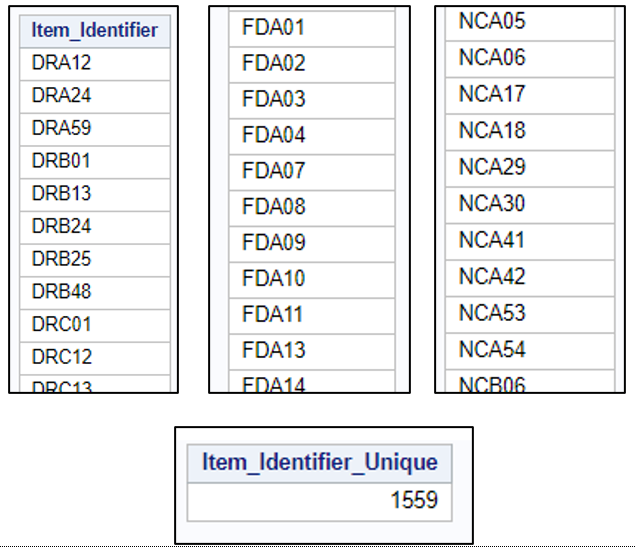 Item_Identifier
DRA12
DRA24
DRA59
DRB01
DRB13
DRB24
DRB25
DRB48
DRC01
DRC12
DRC13
FDA01
FDA02
FDA03
FDA04
FDA07
FDA08
FDA09
FDA10
FDA11
FDA13
FDA14
NCA05
NCA06
NCA17
NCA18
NCA29
NCA30
NCA41
NCA42
NCA53
NCA54
NCB06
Item_Identifier_Unique
1559